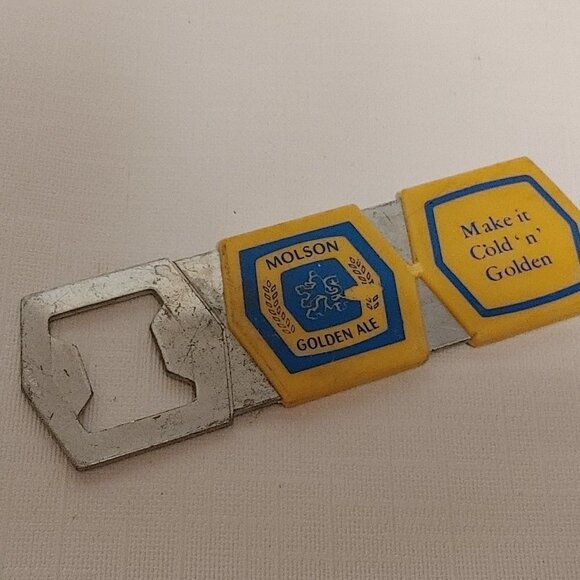 MOLSON
GOLDEN ALE
Make it
Cold 'n'
Golden